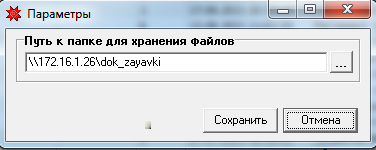 Параметры
Путь к папке для хранения файлов
\\172.16.1.26\dok_zayavki
...
Сохранить
Отмена